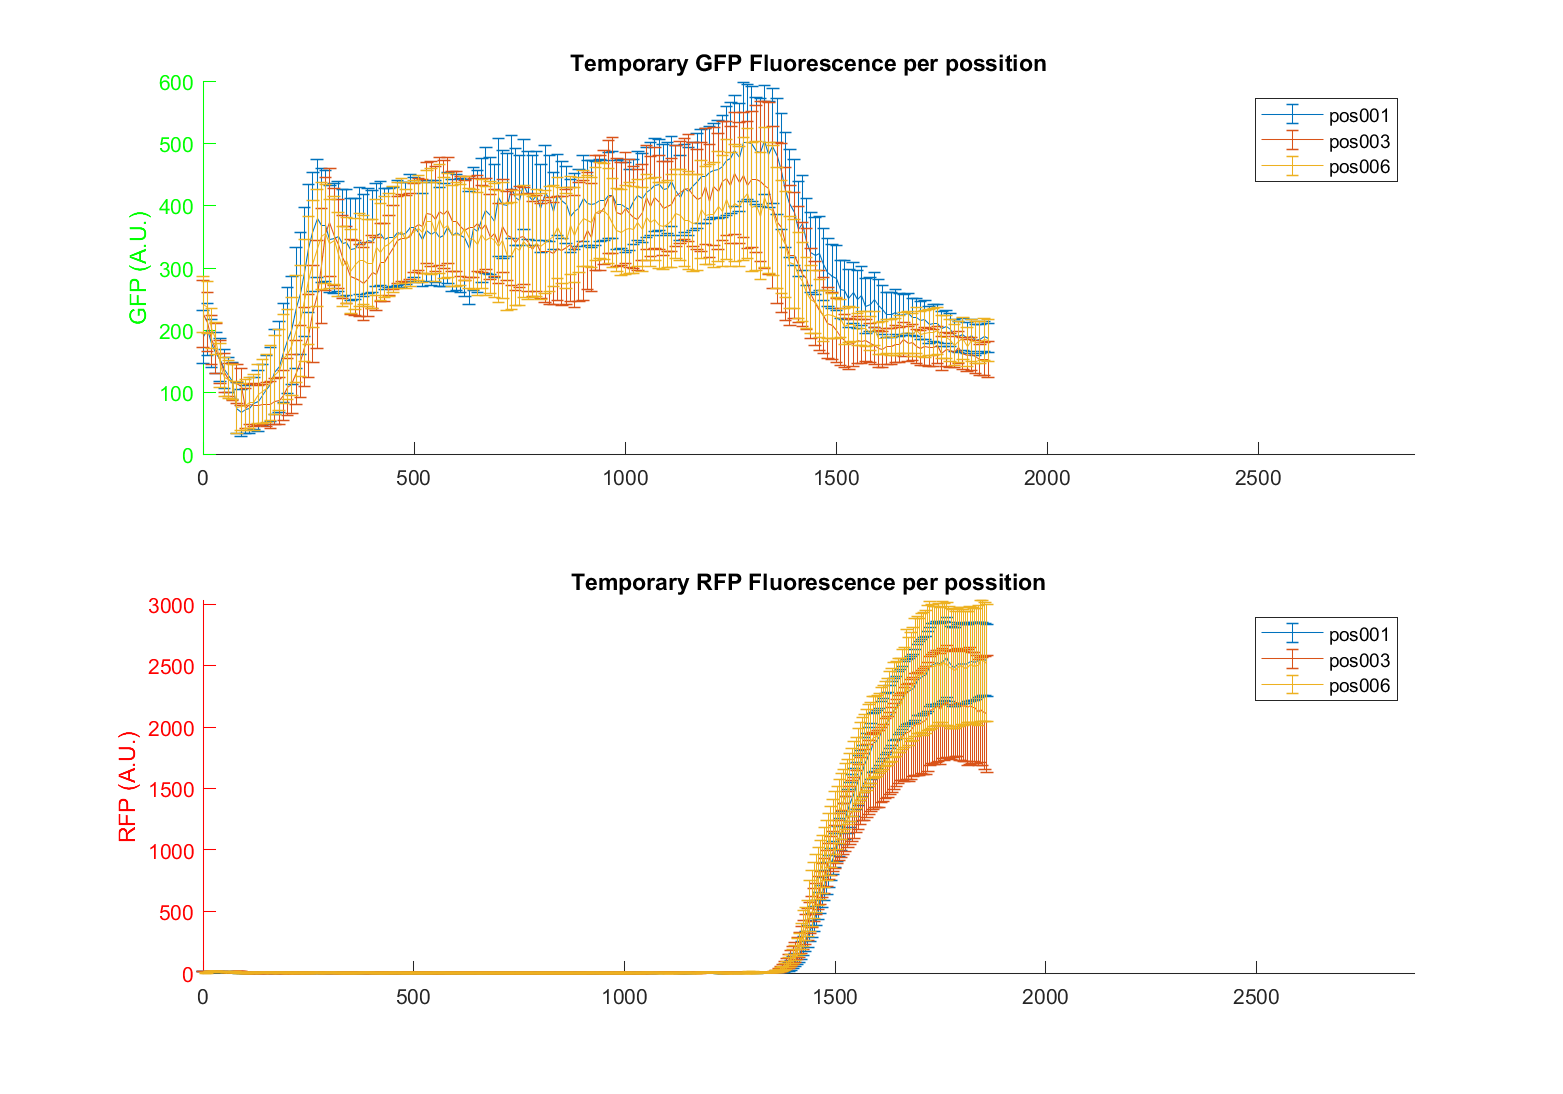 Temporary GFP Fluorescence per possition
600
500
400
300
200
100
0
GFP (A.U.)
0 500 1000 1500 2000 2500
pos001
pos003
pos006
Temporary RFP Fluorescence per possition
3000
2500
2000
1500
1000
500
0
RFP (A.U.)
0 500 1000 1500 2000 2500
pos001
pos003
pos006